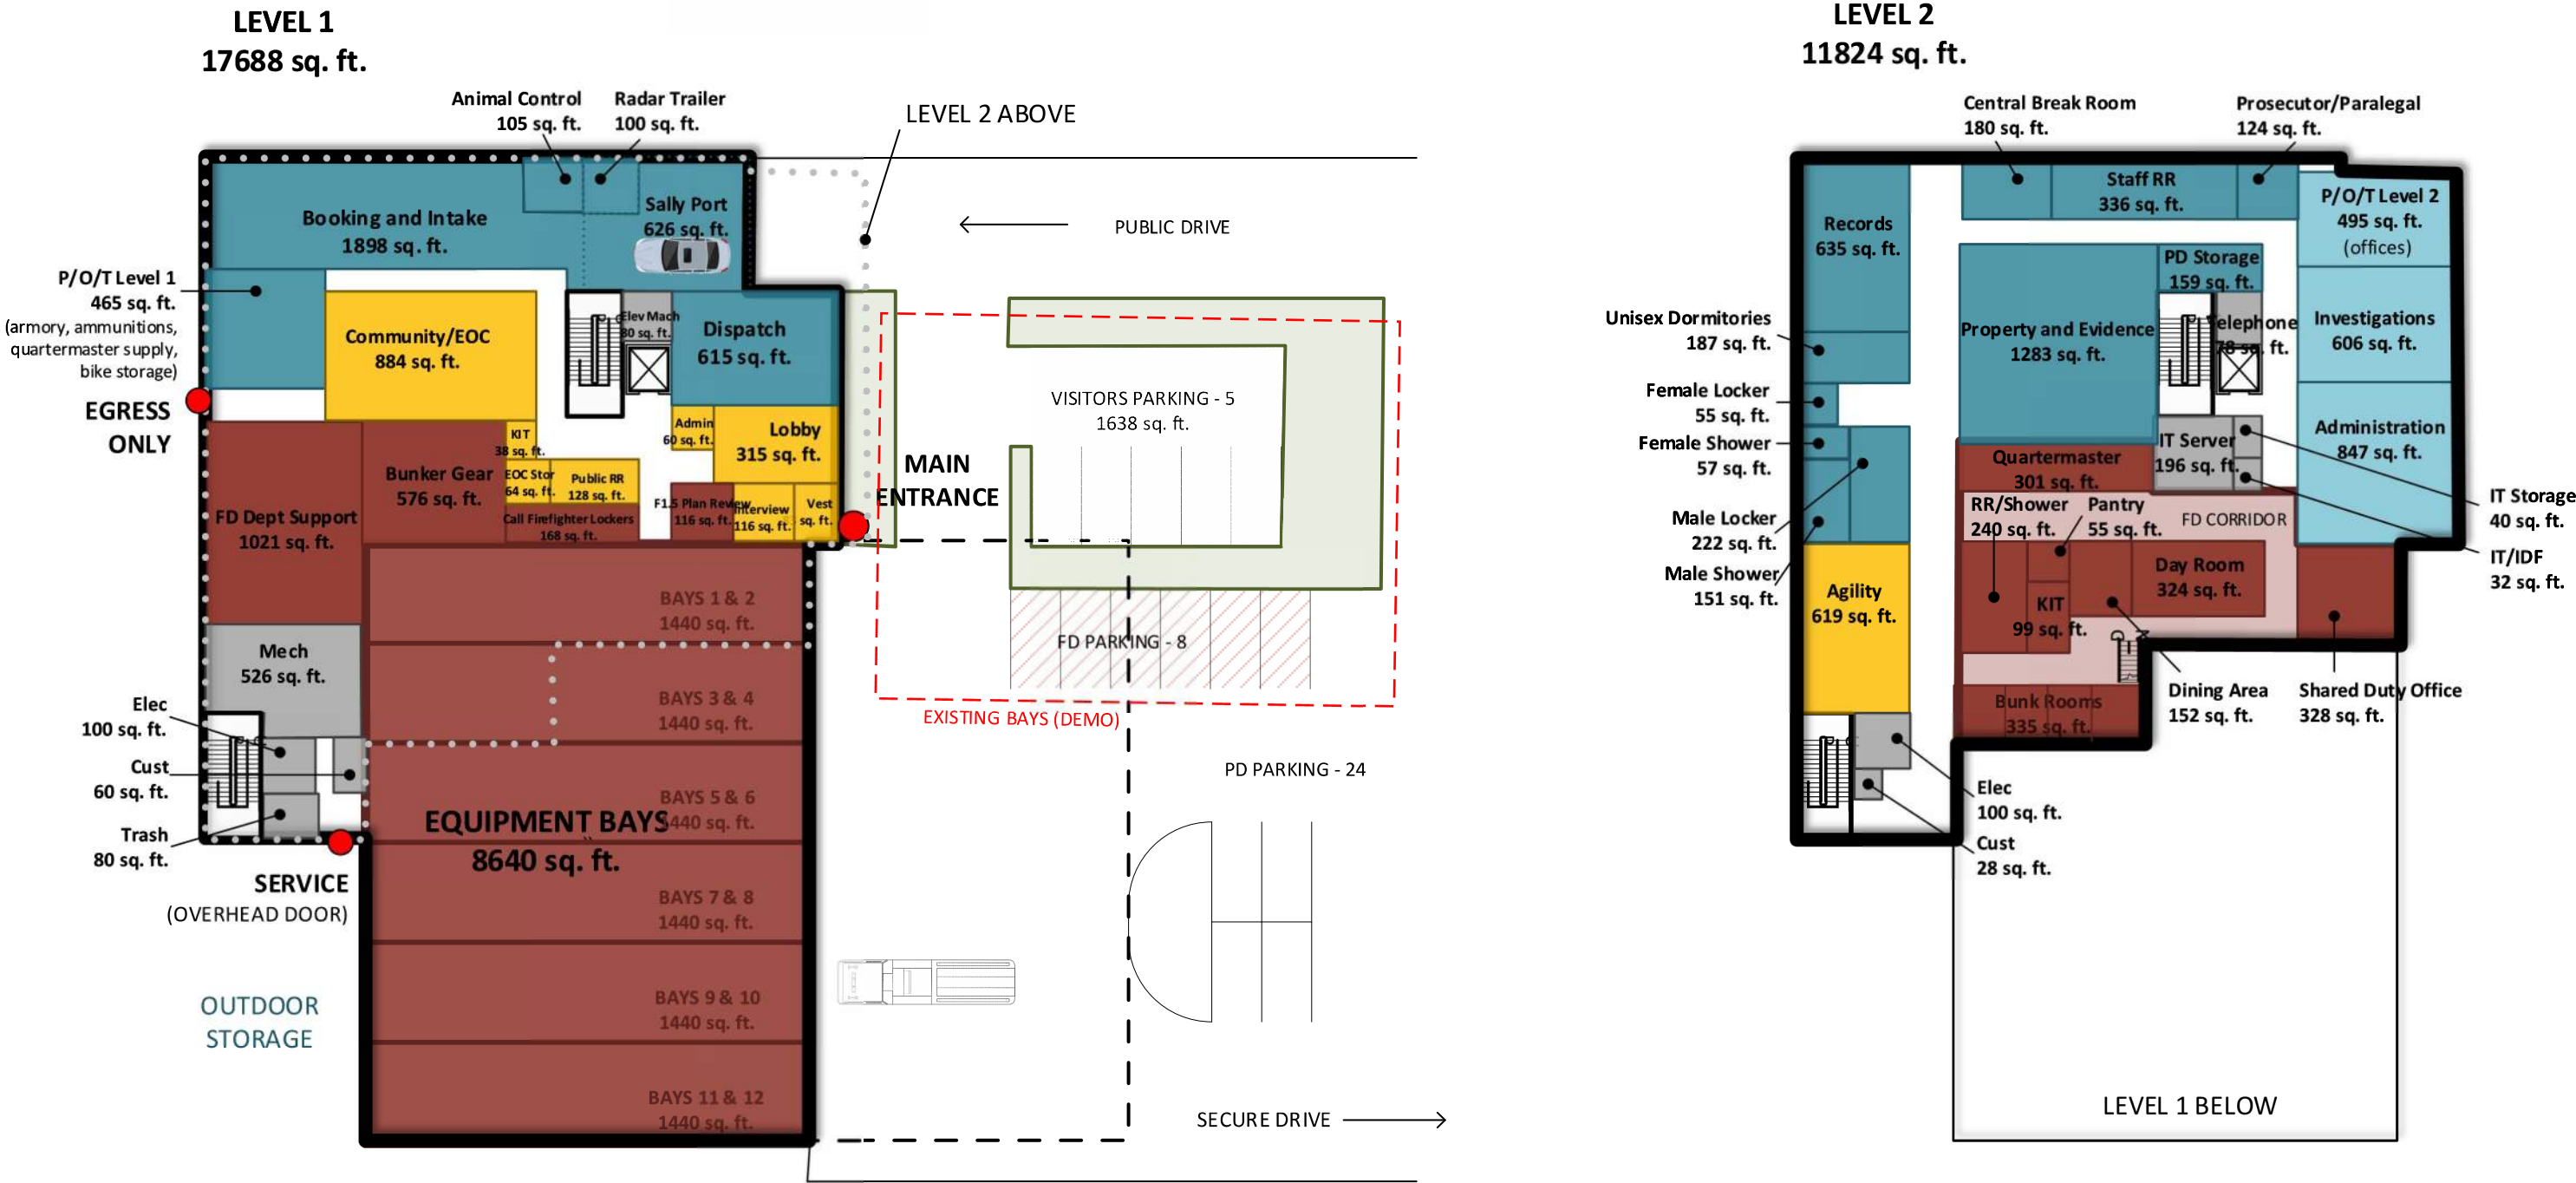 LEVEL 1
17688 sq. ft.
Animal Control
105 sq. ft.
Radar Trailer
100 sq. ft.
LEVEL 2 ABOVE
Booking and Intake
1898 sq. ft.
Sally Port
626 sq. ft.
PUBLIC DRIVE
P/O/T Level 1
465 sq. ft.
(armory, ammunitions,
quartermaster supply,
bike storage)
Community/EOC
884 sq. ft.
Elev Mach
80 sq. ft.
Dispatch
615 sq. ft.
EGRESS
ONLY
VISITORS PARKING - 5
1638 sq. ft.
Admin
60 sq. ft.
Lobby
315 sq. ft.
KIT
38 sq. ft.
Bunker Gear
576 sq. ft.
EOC Stor
64 sq. ft.
Public RR
128 sq. ft.
MAIN
ENTRANCE
FD Dept Support
1021 sq. ft.
Call Firefighter Lockers
168 sq. ft.
F1.5 Plan Review
116 sq. ft.
Interview
116 sq. ft.
Vest
sq. ft.
BAYS 1 & 2
1440 sq. ft.
FD PARKING - 8
Mech
526 sq. ft.
BAYS 3 & 4
1440 sq. ft.
EXISTING BAYS (DEMO)
Elec
100 sq. ft.
Cust
60 sq. ft.
Trash
80 sq. ft.
PD PARKING - 24
BAYS 5 & 6
1440 sq. ft.
EQUIPMENT BAYS
8640 sq. ft.
SERVICE
(OVERHEAD DOOR)
BAYS 7 & 8
1440 sq. ft.
OUTDOOR
STORAGE
BAYS 9 & 10
1440 sq. ft.
BAYS 11 & 12
1440 sq. ft.
SECURE DRIVE
LEVEL 2
11824 sq. ft.
Central Break Room
180 sq. ft.
Prosecutor/Paralegal
124 sq. ft.
Staff RR
336 sq. ft.
P/O/T Level 2
495 sq. ft.
(offices)
Records
635 sq. ft.
PD Storage
159 sq. ft.
Unisex Dormitories
187 sq. ft.
Property and Evidence
1283 sq. ft.
Telephone
78 sq. ft.
Investigations
606 sq. ft.
Female Locker
55 sq. ft.
Female Shower
57 sq. ft.
Administration
847 sq. ft.
IT Server
196 sq. ft.
Quartermaster
301 sq. ft.
IT Storage
40 sq. ft.
IT/IDF
32 sq. ft.
RR/Shower
240 sq. ft.
Pantry
55 sq. ft.
FD CORRIDOR
Male Locker
222 sq. ft.
Male Shower
151 sq. ft.
Agility
619 sq. ft.
Day Room
324 sq. ft.
KIT
99 sq. ft.
Dining Area
152 sq. ft.
Shared Duty Office
328 sq. ft.
Bunk Rooms
335 sq. ft.
Elec
100 sq. ft.
Cust
28 sq. ft.
LEVEL 1 BELOW